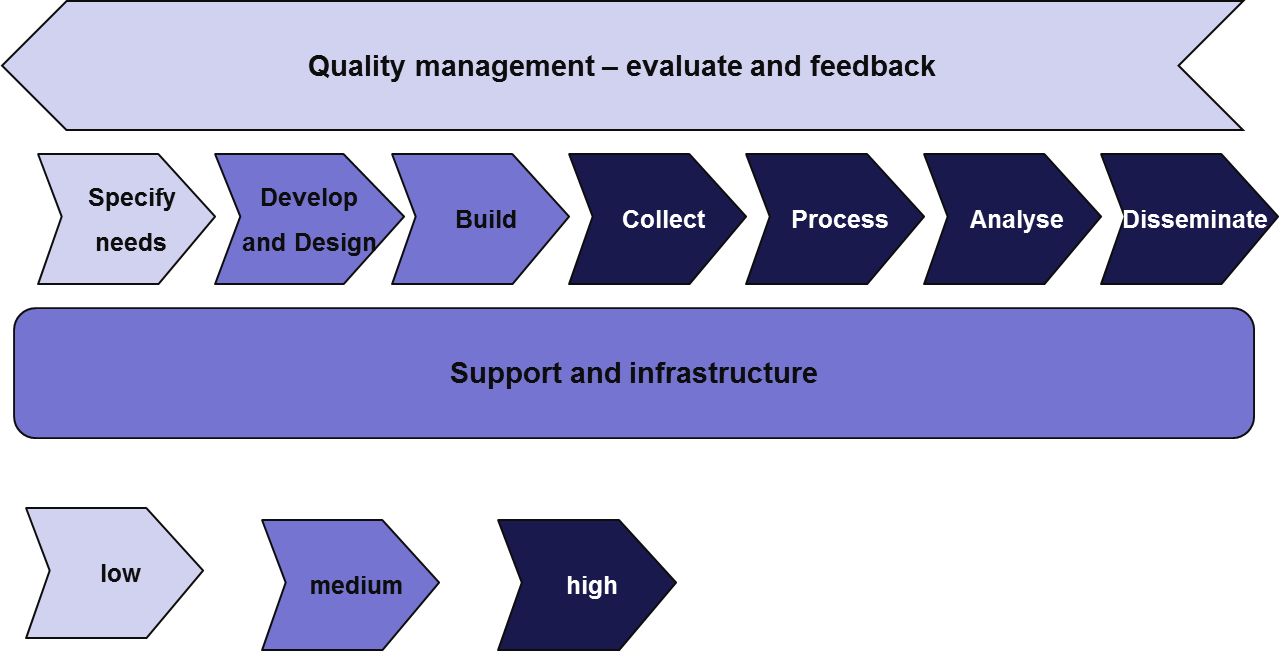 Quality management – evaluate and feedback
Specify
needs
Develop
and Design
Build
Collect
Process
Analyse
Disseminate
Support and infrastructure
low
medium
high